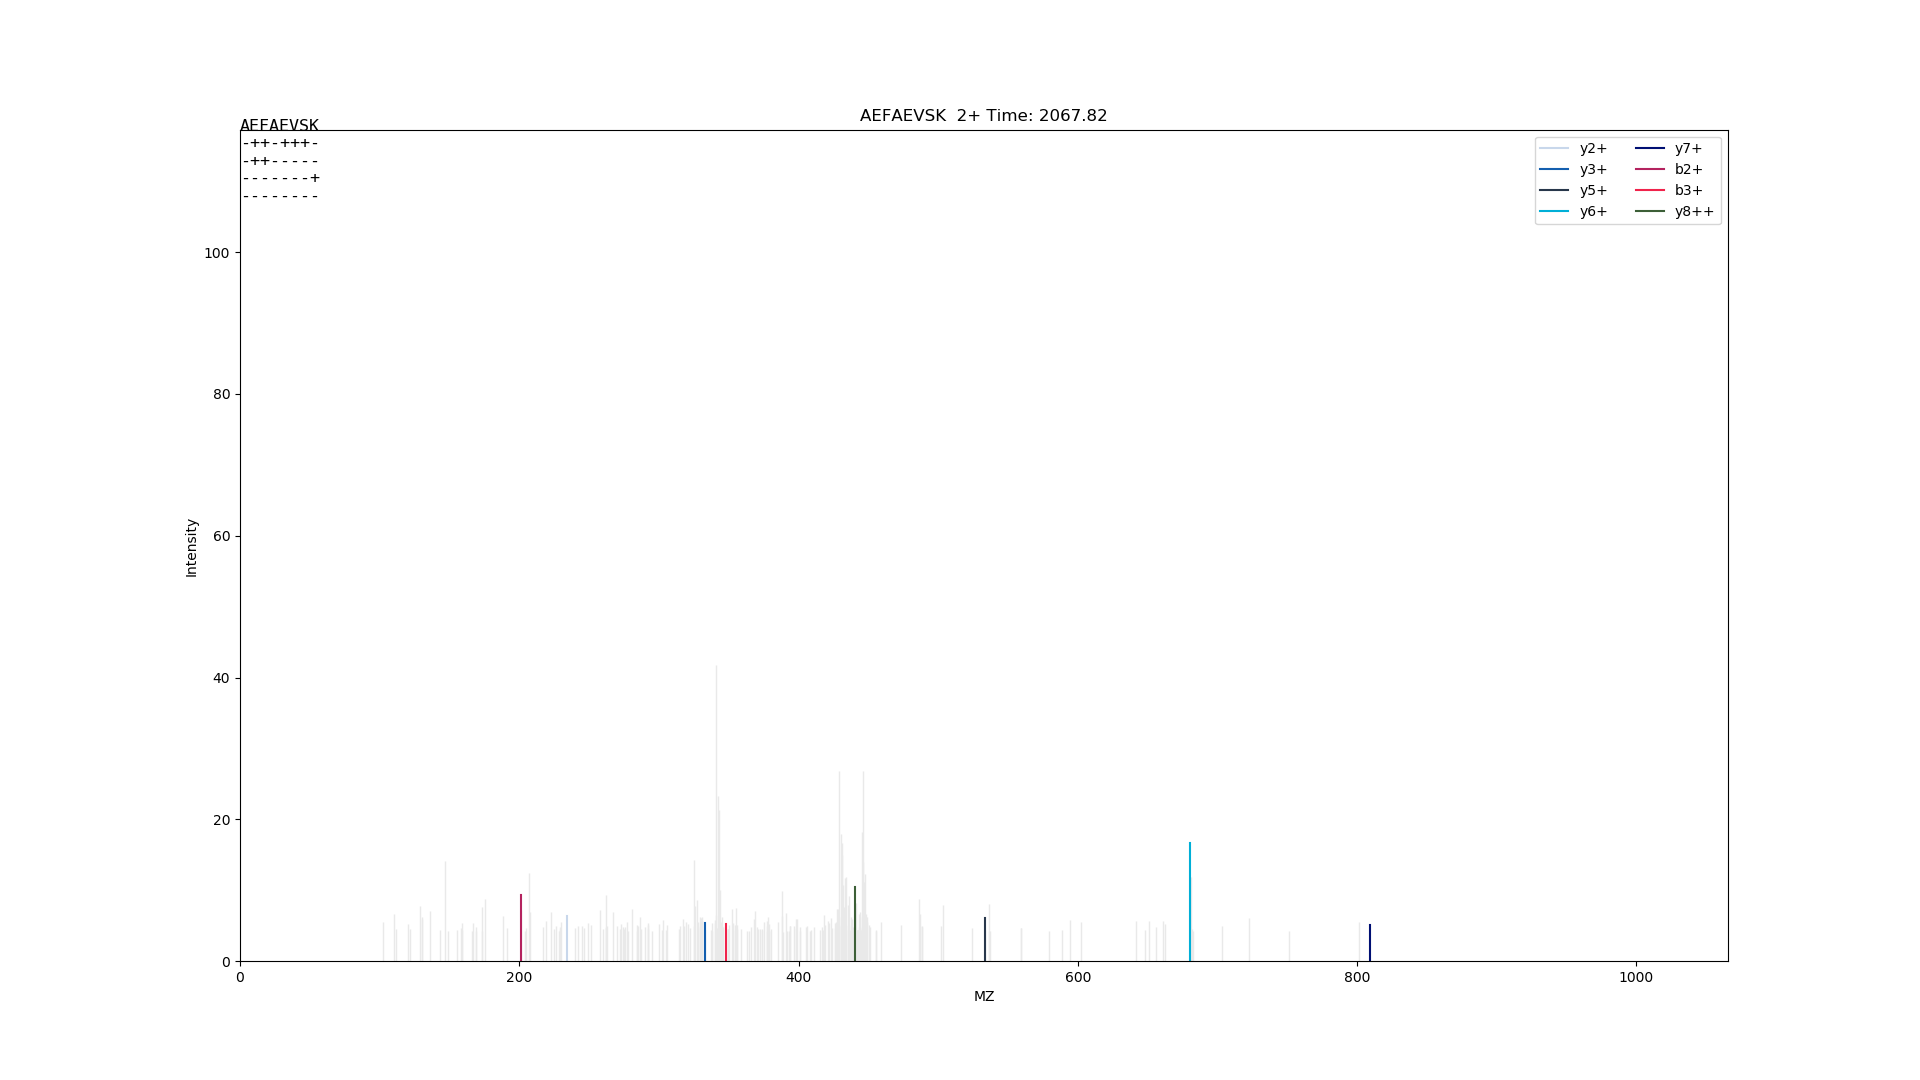 AEFAEVSK 2+ Time: 2067.82
AEFAEVSK
-++-+++-
-++-----
-------+
--------
y2+ y7+
y3+ b2+
y5+ b3+
y6+ y8++
100
80
60
40
20
0
Intensity
0 200 400 600 800 1000
MZ